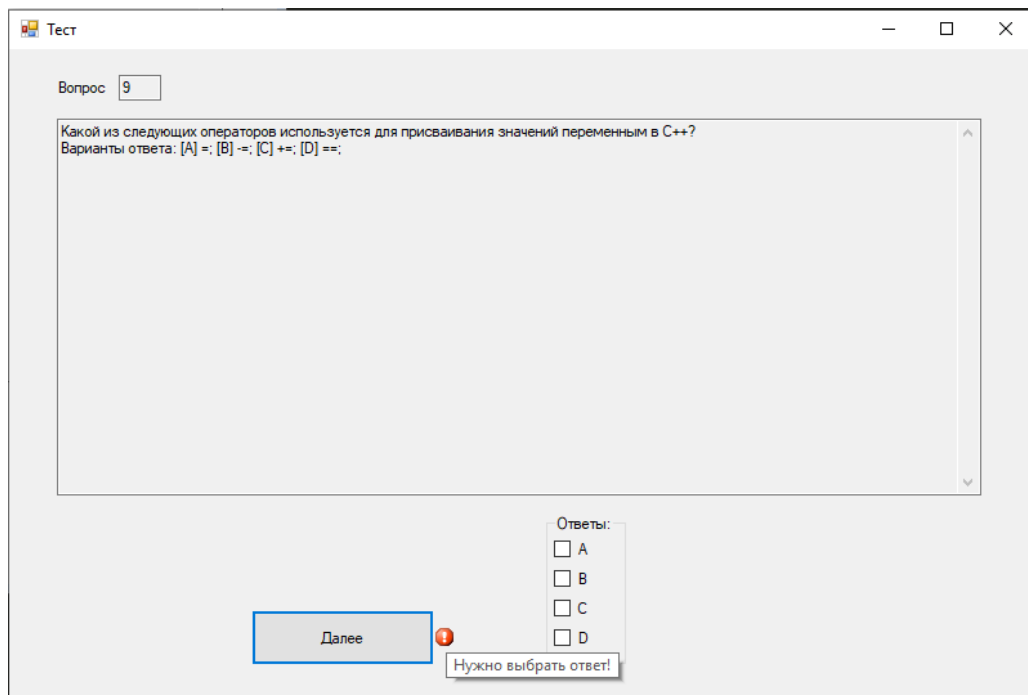 Тест
Вопрос 9
Какой из следующих операторов используется для присваивания значений переменным в C++?
Варианты ответа: [A] =; [B] -=; [C] +=; [D] ==;
Ответы:
A
B
C
D
Далее
Нужно выбрать ответ!